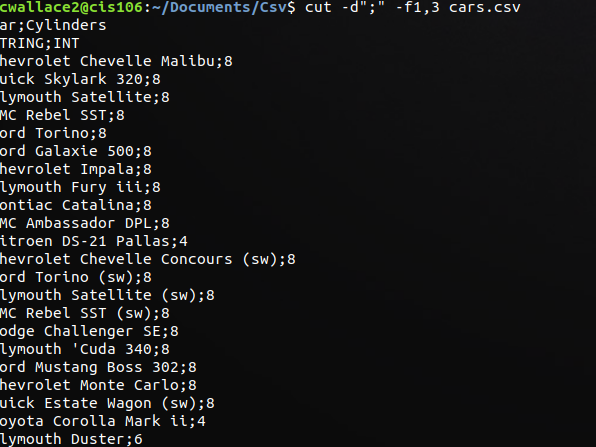 cwallace2@cis106:~/Documents/Csv$ cut -d";" -f1,3 cars.csv
ar;Cylinders
TRING;INT
hevrolet Chevelle Malibu;8
uick Skylark 320;8
lymouth Satellite;8
MC Rebel SST;8
ord Torino;8
ord Galaxie 500;8
hevrolet Impala;8
lymouth Fury iii;8
ontiac Catalina;8
MC Ambassador DPL;8
itroen DS-21 Pallas;4
hevrolet Chevelle Concours (sw);8
ord Torino (sw);8
lymouth Satellite (sw);8
MC Rebel SST (sw);8
odge Challenger SE;8
lymouth 'Cuda 340;8
ord Mustang Boss 302;8
hevrolet Monte Carlo;8
uick Estate Wagon (sw);8
oyota Corolla Mark ii;4
lymouth Duster;6